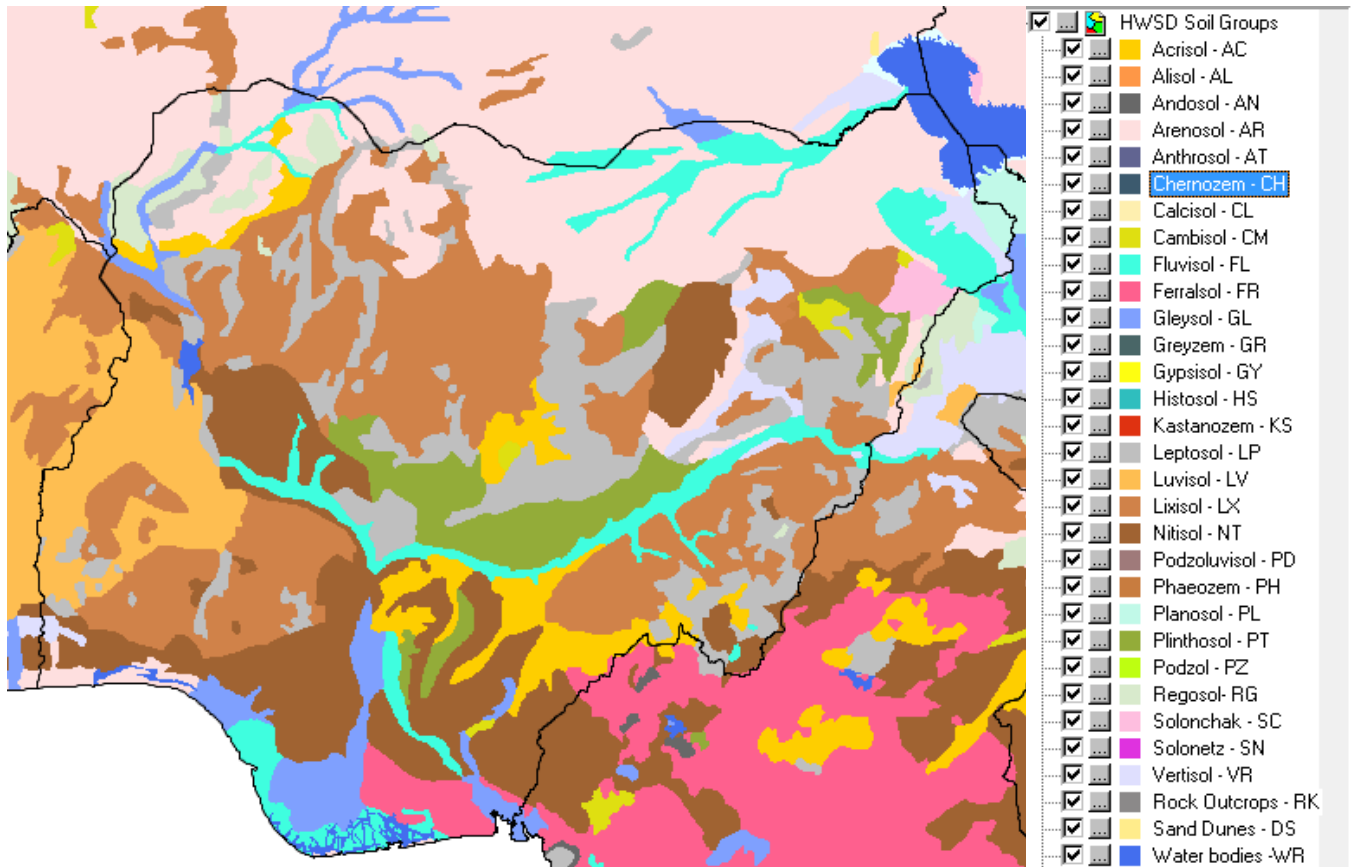 HWSD Soil Groups
Acrisol - AC
Alisol - AL
Andosol - AN
Arenosol - AR
Anthrosol - AT
Chernozem - CH
Calcisol - CL
Cambisol - CM
Fluvisol - FL
Ferralsol - FR
Gleysol - GL
Greyzem - GR
Gypsisol - GY
Histosol - HS
Kastanozem - KS
Leptosol - LP
Luvisol - LV
Lixisol - LX
Nitisol - NT
Podzoluvisol - PD
Phaeozem - PH
Planosol - PL
Plinthosol - PT
Podzol - PZ
Regosol- RG
Solonchak - SC
Solonetz - SN
Vertisol - VR
Rock Outcrops - RK
Sand Dunes - DS
Water bodies -WR